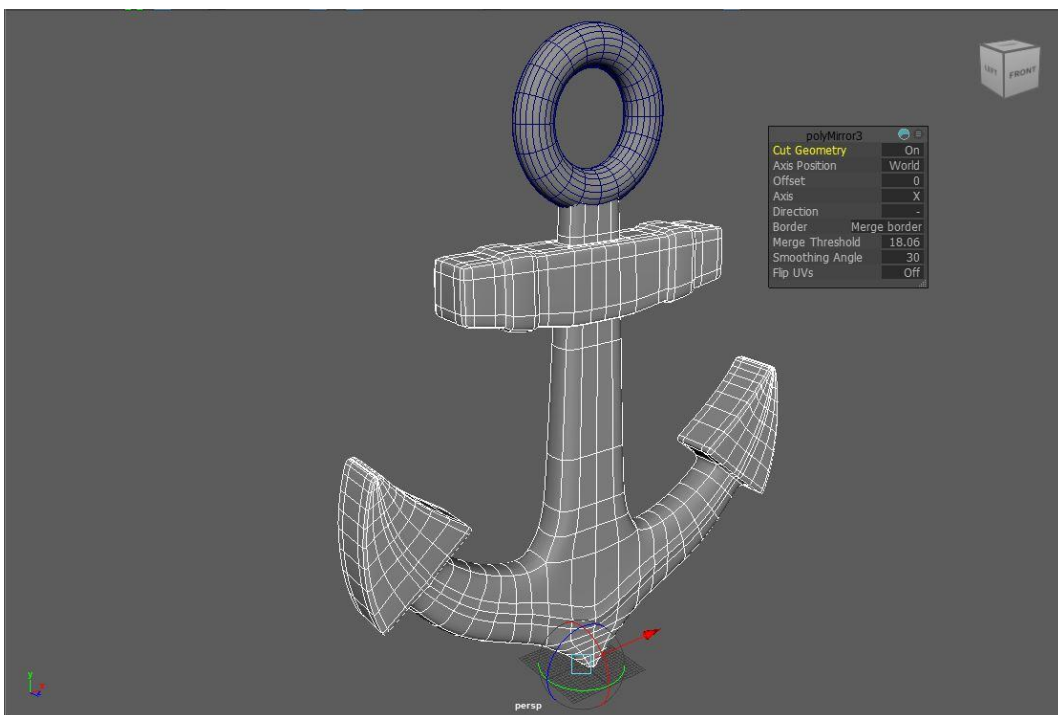 LEFT FRONT
polyMirror3
Cut Geometry On
Axis Position World
Offset 0
Axis X
Direction -
Border Merge border
Merge Threshold 18.06
Smoothing Angle 30
Flip UVs Off
y
x
z
persp